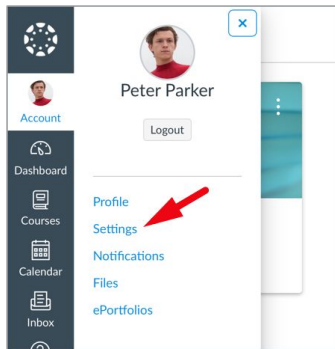 Peter Parker
Logout
Account
Dashboard
Courses
Calendar
Inbox
Profile
Settings
Notifications
Files
ePortfolios